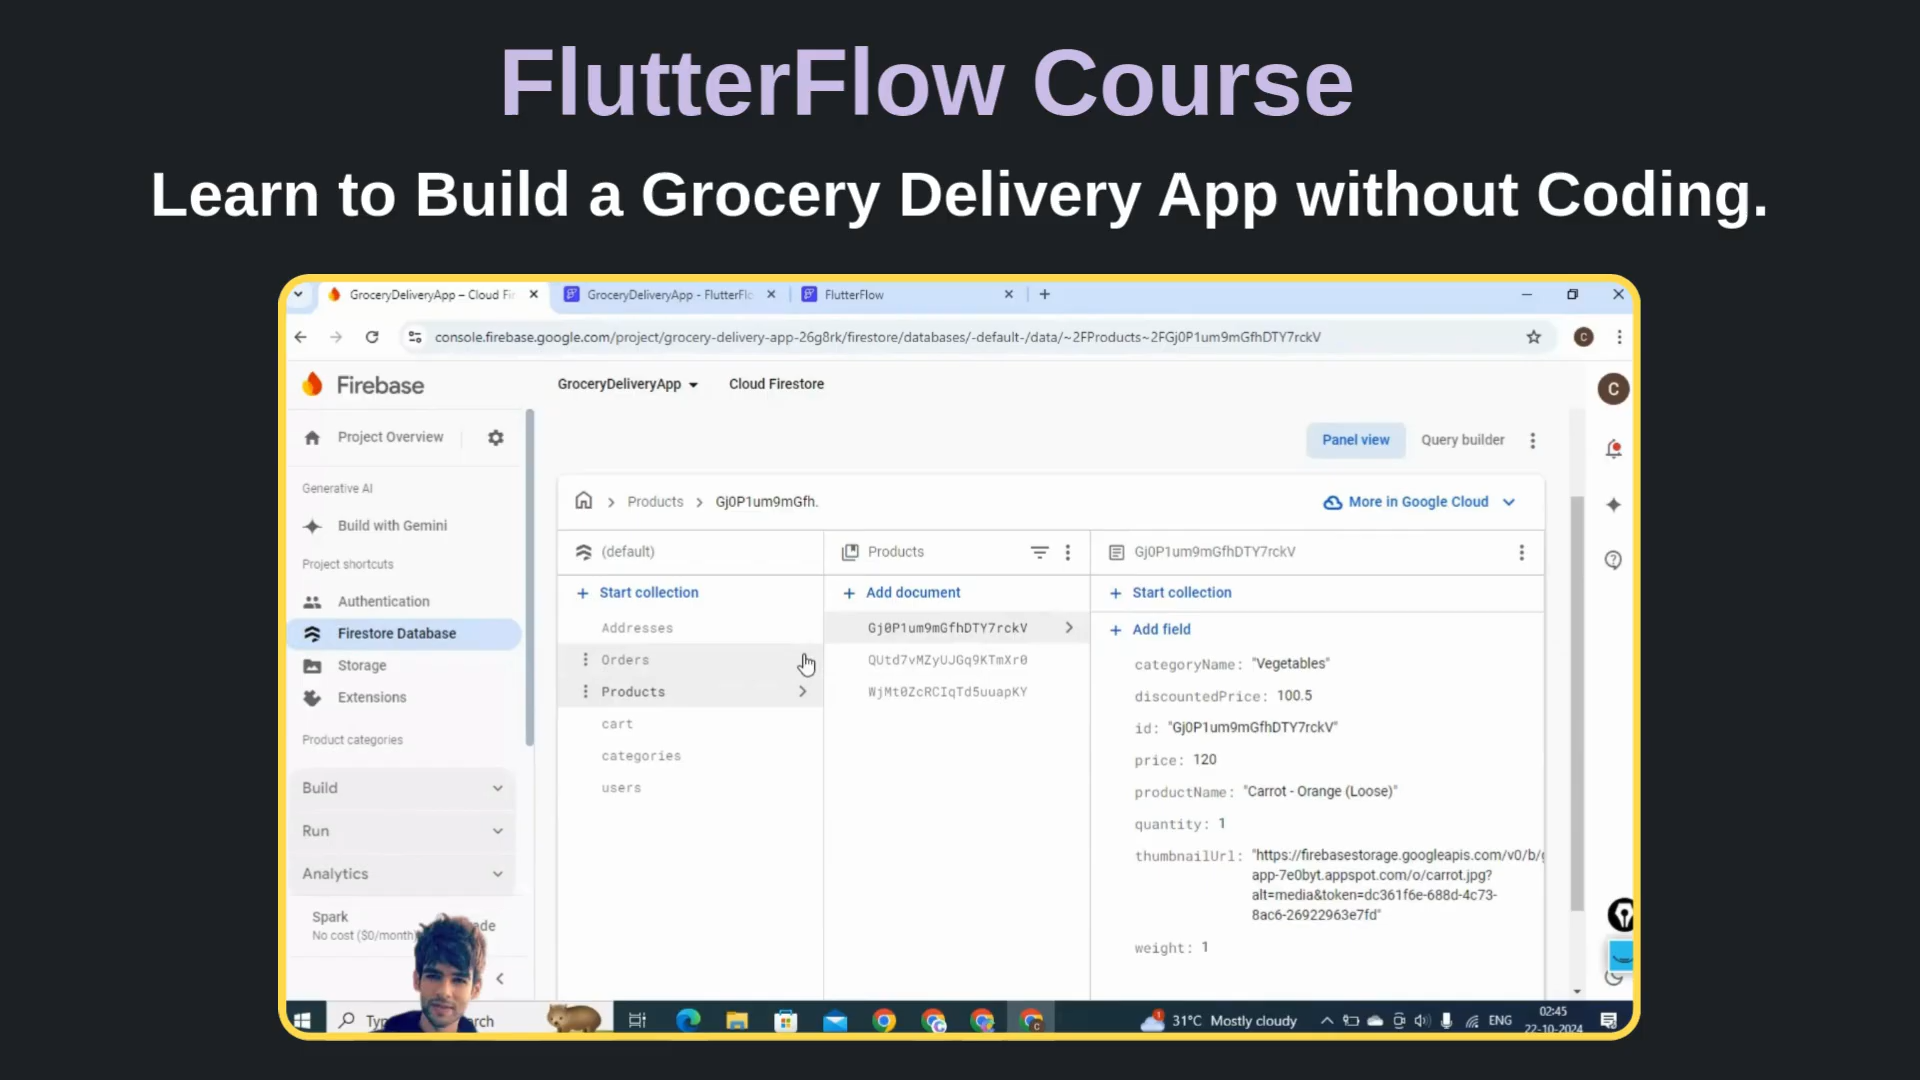 FlutterFlow Course
Learn to Build a Grocery Delivery App without Coding.
GroceryDeliveryApp – Cloud Fi
GroceryDeliveryApp - FlutterFl
FlutterFlow
console.firebase.google.com/project/grocery-delivery-app-26g8rk/firestore/databases/-default-/data/~2FProducts~2FGj0P1um9mGfhDTY7rckV
C
Firebase
GroceryDeliveryApp
Cloud Firestore
C
Project Overview
Panel view
Query builder
Generative AI
Build with Gemini
Project shortcuts
Authentication
Firestore Database
Storage
Extensions
Product categories
Build
Run
Analytics
Spark
No cost ($0/month)
Products
Gj0P1um9mGfh.
More in Google Cloud
(default)
Start collection
Addresses
Orders
Products
cart
categories
users
Products
Add document
Gj0P1um9mGfhDTY7rckV
QUtd7vMZyUJGq9KTmXr0
WjMt0ZcRCIqTd5uuapKY
Gj0P1um9mGfhDTY7rckV
Start collection
Add field
categoryName: "Vegetables"
discountedPrice: 100.5
id: "Gj0P1um9mGfhDTY7rckV"
price: 120
productName: "Carrot - Orange (Loose)"
quantity: 1
thumbnailUrl: "https://firebasestorage.googleapis.com/v0/b/
app-7e0byt.appspot.com/o/carrot.jpg?
alt=media&token=dc361f6e-688d-4c73-
8ac6-26922963e7fd"
weight: 1
31°C Mostly cloudy
ENG
02:45
22-10-2024